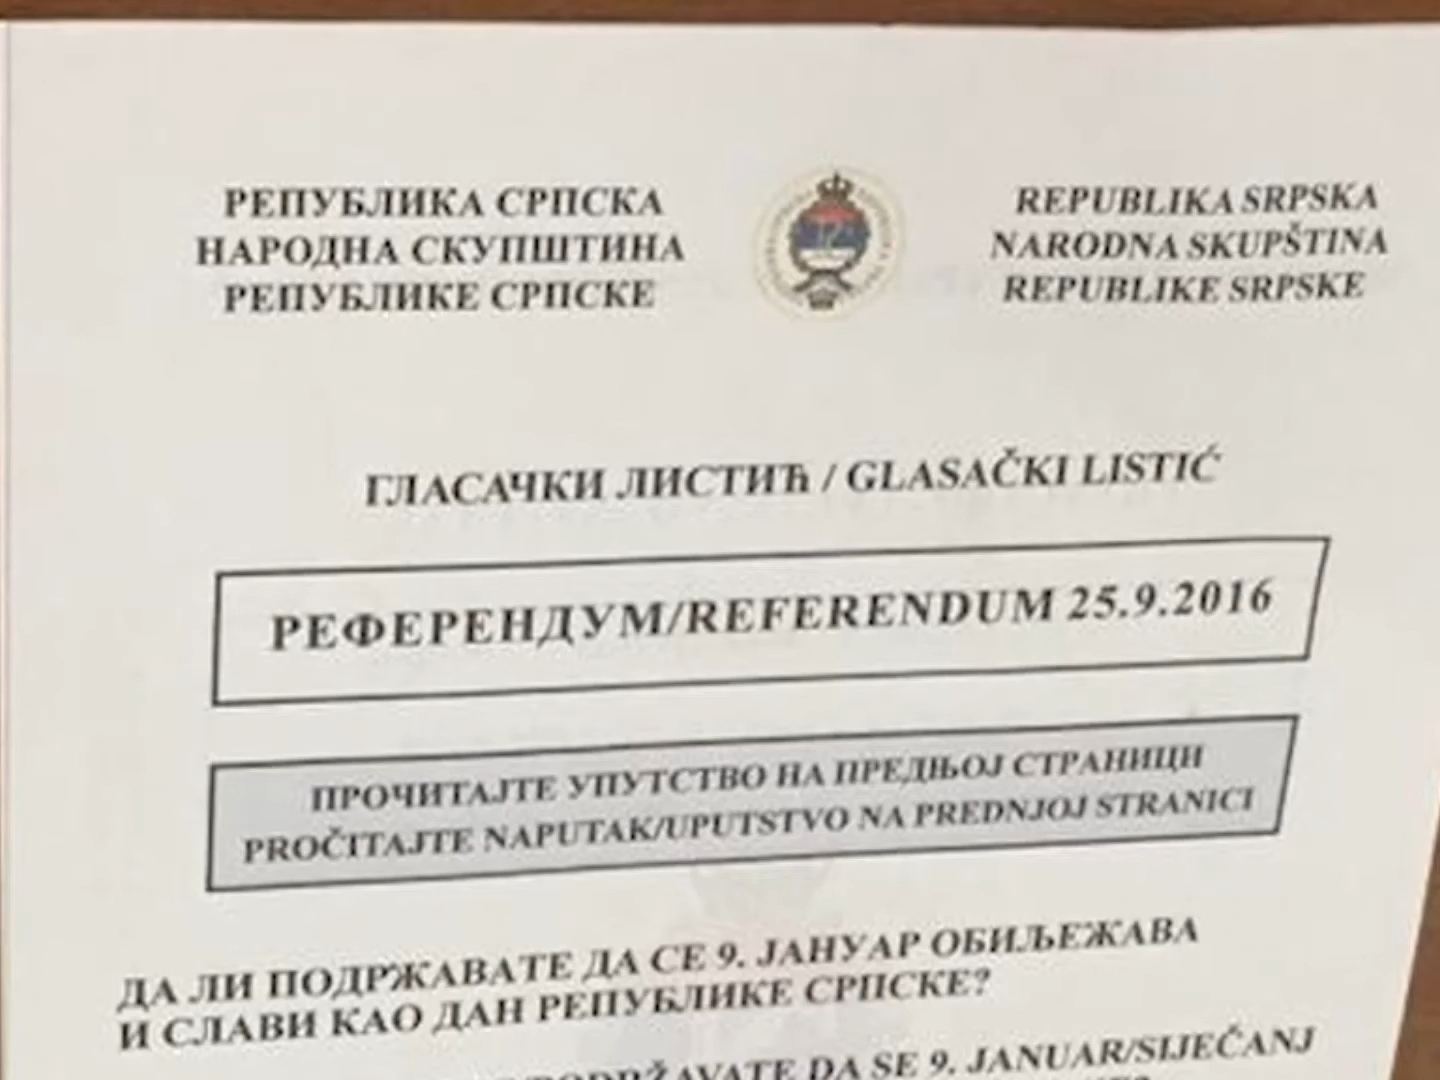 РЕПУБЛИКА СРПСКА
НАРОДНА СКУПШТИНА
РЕПУБЛИКЕ СРПСКЕ
REPUBLIKA SRPSKA
NARODNA SKUPŠTINA
REPUBLIKE SRPSKE
ГЛАСАЧКИ ЛИСТИЋ / GLASAČKI LISTIĆ
РЕФЕРЕНДУМ/REFERENDUM 25.9.2016
ПРОЧИТАЈТЕ УПУТСТВО НА ПРЕДЊОЈ СТРАНИЦИ
PROČITAJTE NAPUTAK/UPUTSTVO NA PREDNJOJ STRANICI
ДА ЛИ ПОДРЖАВАТЕ ДА СЕ 9. ЈАНУАР ОБИЉЕЖАВА
И СЛАВИ КАО ДАН РЕПУБЛИКЕ СРПСКЕ?
PODRŽAVATE DA SE 9. JANUAR/SIJEČANJ